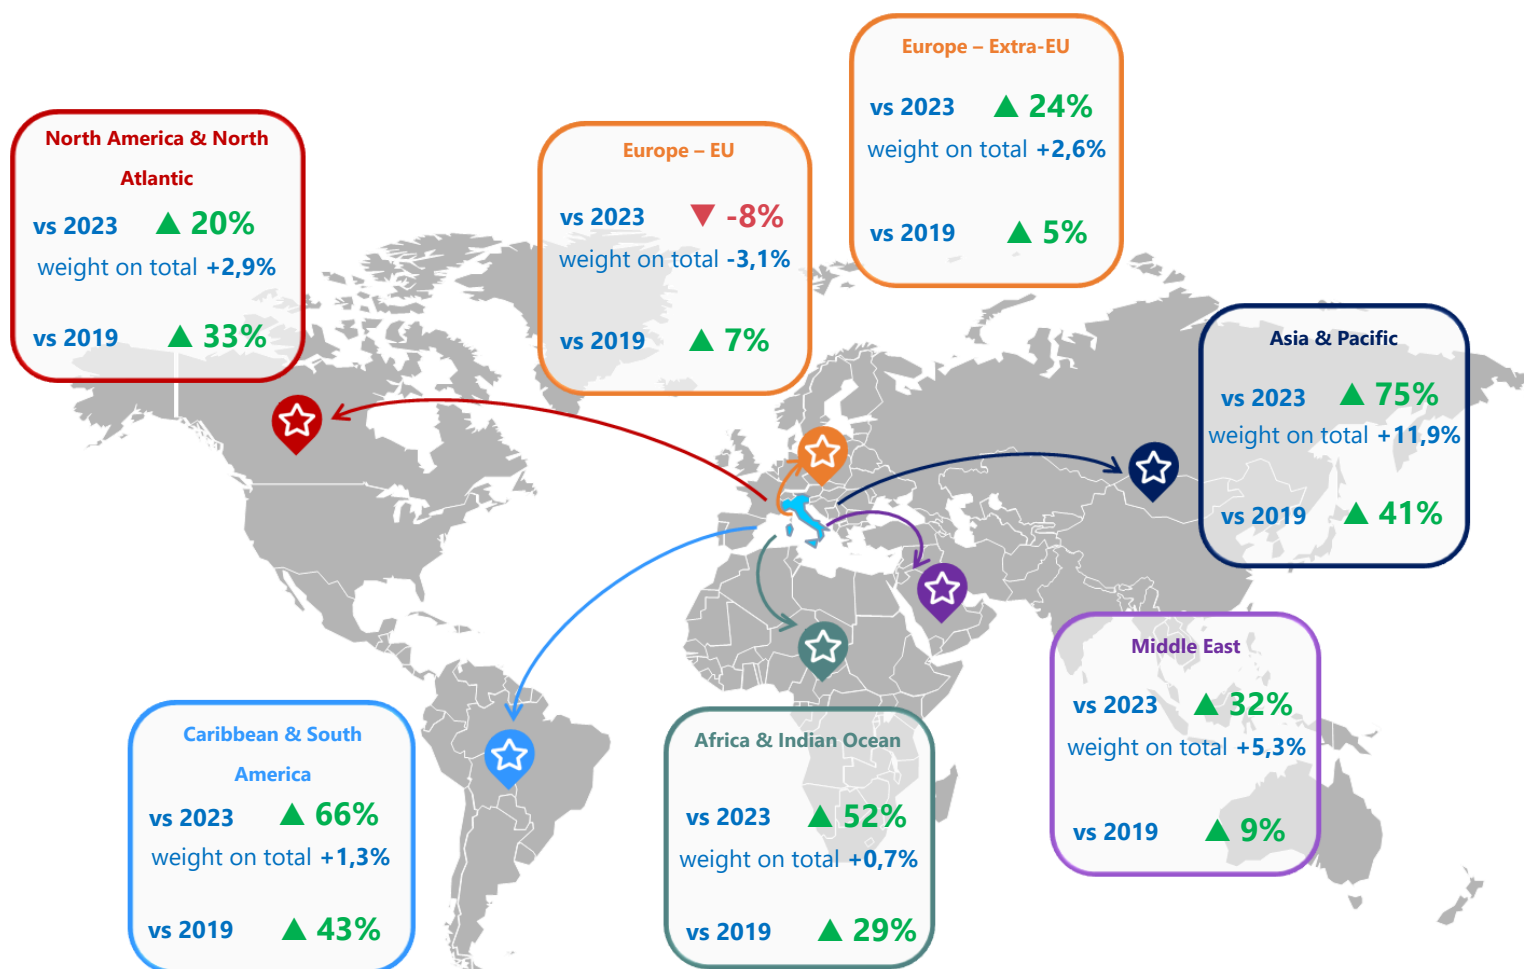 Europe – Extra-EU
vs 2023 ▲ 24%
weight on total +2,6%
vs 2019 ▲ 5%
North America & North
Atlantic
vs 2023 ▲ 20%
weight on total +2,9%
vs 2019 ▲ 33%
Europe – EU
vs 2023 ▼ -8%
weight on total -3,1%
vs 2019 ▲ 7%
Asia & Pacific
vs 2023 ▲ 75%
weight on total +11,9%
vs 2019 ▲ 41%
Middle East
vs 2023 ▲ 32%
weight on total +5,3%
vs 2019 ▲ 9%
Caribbean & South
America
vs 2023 ▲ 66%
weight on total +1,3%
vs 2019 ▲ 43%
Africa & Indian Ocean
vs 2023 ▲ 52%
weight on total +0,7%
vs 2019 ▲ 29%